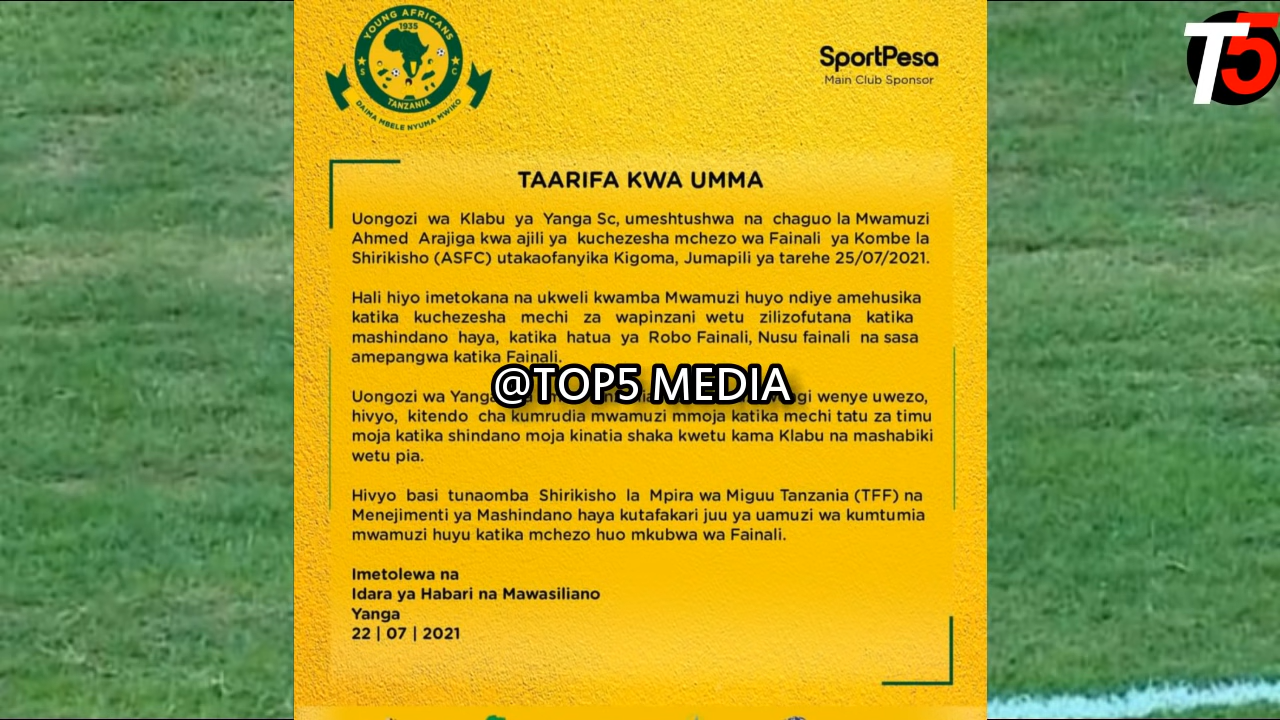 YOUNG AFRICANS
1935
S C
TANZANIA
DAIMA MBELE NYUMA MWIKO
SportPesa
Main Club Sponsor
T5
TAARIFA KWA UMMA
Uongozi wa Klabu ya Yanga Sc, umeshtushwa na chaguo la Mwamuzi
Ahmed Arajiga kwa ajili ya kuchezesha mchezo wa Fainali ya Kombe la
Shirikisho (ASFC) utakaofanyika Kigoma, Jumapili ya tarehe 25/07/2021.
Hali hiyo imetokana na ukweli kwamba Mwamuzi huyo ndiye amehusika
katika kuchezesha mechi za wapinzani wetu zilizofutana katika
mashindano haya, katika hatua ya Robo Fainali, Nusu fainali na sasa
amepangwa katika Fainali.
@TOP5 MEDIA
Uongozi wa Yanga wenye uwezo,
hivyo, kitendo cha kumrudia mwamuzi mmoja katika mechi tatu za timu
moja katika shindano moja kinatia shaka kwetu kama Klabu na mashabiki
wetu pia.
Hivyo basi tunaomba Shirikisho la Mpira wa Miguu Tanzania (TFF) na
Menejimenti ya Mashindano haya kutafakari juu ya uamuzi wa kumtumia
mwamuzi huyu katika mchezo huo mkubwa wa Fainali.
Imetolewa na
Idara ya Habari na Mawasiliano
Yanga
22 | 07 | 2021